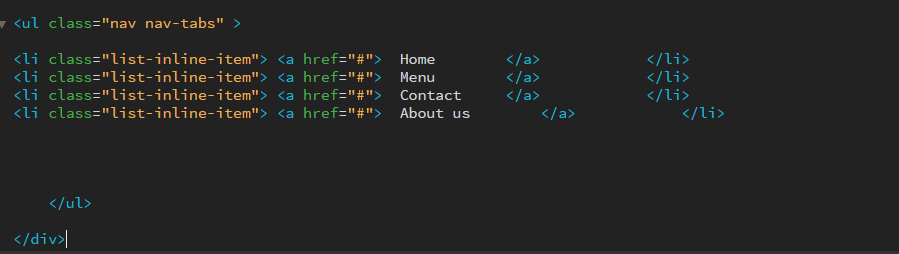 <ul class="nav nav-tabs" >
<li class="list-inline-item"> <a href="#">  Home        </a>            </li>
<li class="list-inline-item"> <a href="#">  Menu        </a>            </li>
<li class="list-inline-item"> <a href="#">  Contact     </a>            </li>
<li class="list-inline-item"> <a href="#">  About us        </a>            </li>
    </ul>
</div>